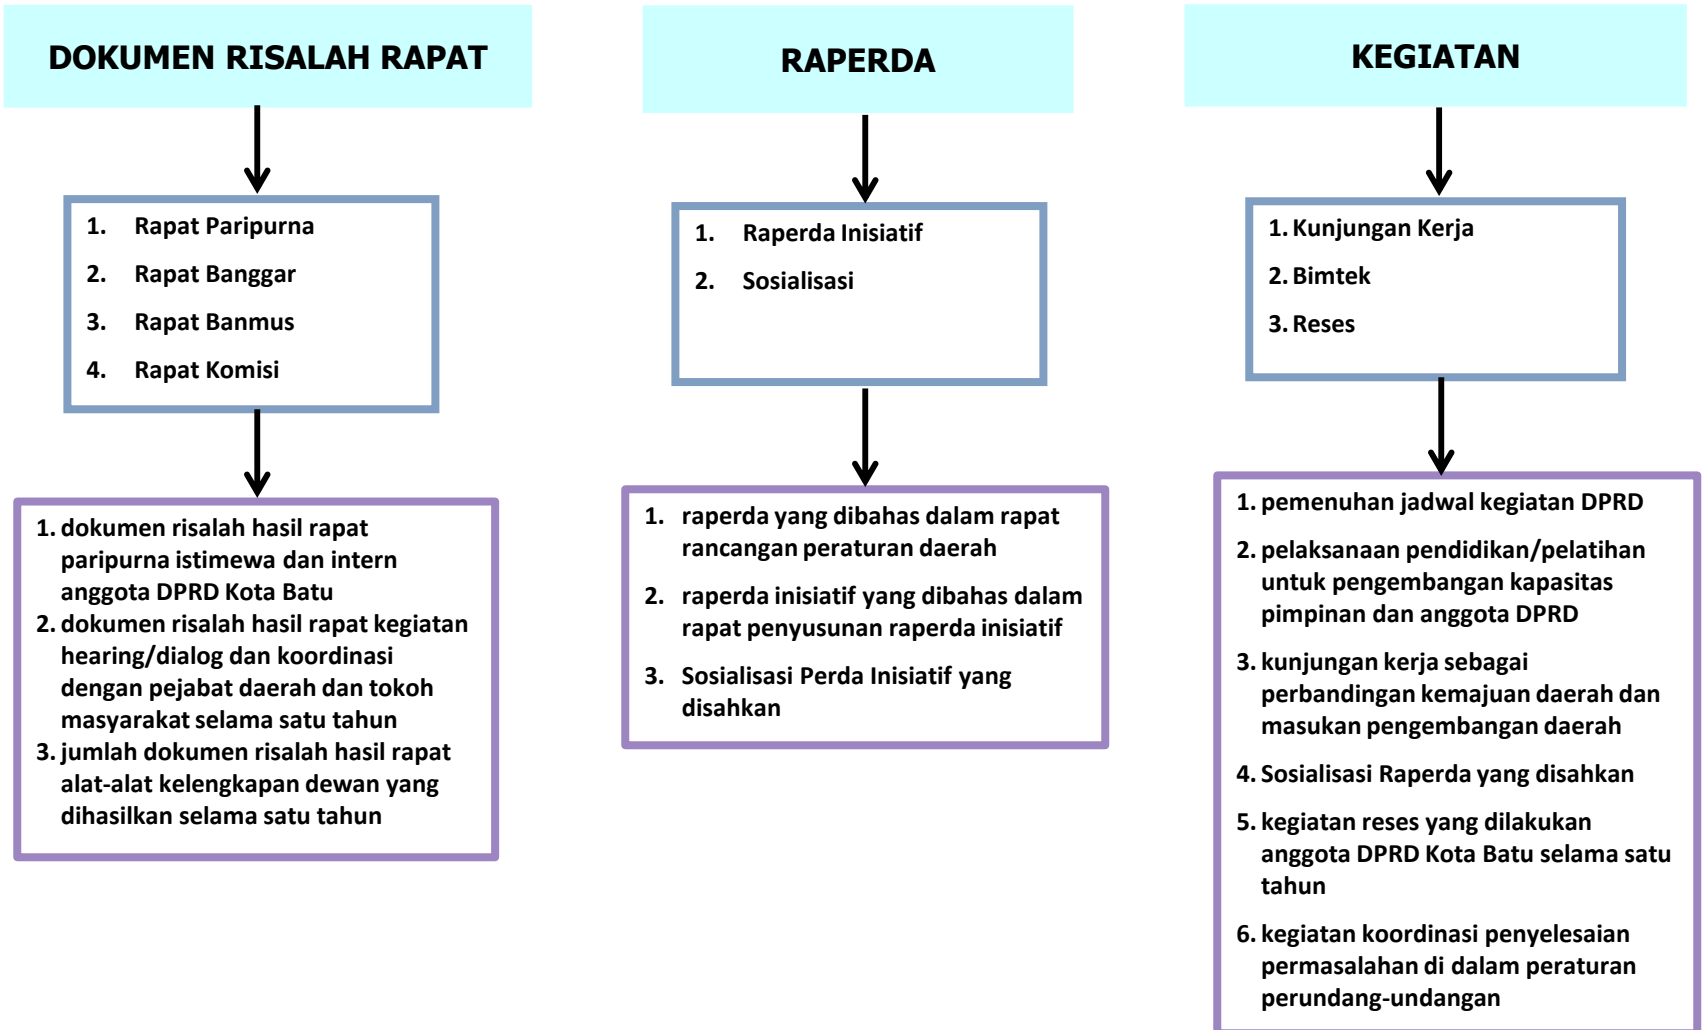 DOKUMEN RISALAH RAPAT
1. Rapat Paripurna
2. Rapat Banggar
3. Rapat Banmus
4. Rapat Komisi
1. dokumen risalah hasil rapat
paripurna istimewa dan intern
anggota DPRD Kota Batu
2. dokumen risalah hasil rapat kegiatan
hearing/dialog dan koordinasi
dengan pejabat daerah dan tokoh
masyarakat selama satu tahun
3. jumlah dokumen risalah hasil rapat
alat-alat kelengkapan dewan yang
dihasilkan selama satu tahun
RAPERDA
1. Raperda Inisiatif
2. Sosialisasi
1. raperda yang dibahas dalam rapat
rancangan peraturan daerah
2. raperda inisiatif yang dibahas dalam
rapat penyusunan raperda inisiatif
3. Sosialisasi Perda Inisiatif yang
disahkan
KEGIATAN
1. Kunjungan Kerja
2. Bimtek
3. Reses
1. pemenuhan jadwal kegiatan DPRD
2. pelaksanaan pendidikan/pelatihan
untuk pengembangan kapasitas
pimpinan dan anggota DPRD
3. kunjungan kerja sebagai
perbandingan kemajuan daerah dan
masukan pengembangan daerah
4. Sosialisasi Raperda yang disahkan
5. kegiatan reses yang dilakukan
anggota DPRD Kota Batu selama satu
tahun
6. kegiatan koordinasi penyelesaian
permasalahan di dalam peraturan
perundang-undangan